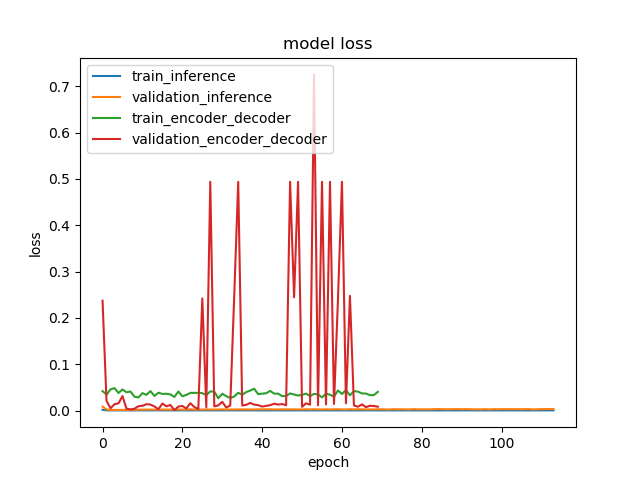 model loss
train_inference
validation_inference
train_encoder_decoder
validation_encoder_decoder
0.7
0.6
0.5
0.4
0.3
0.2
0.1
0.0
loss
0
20
40
60
80
100
epoch